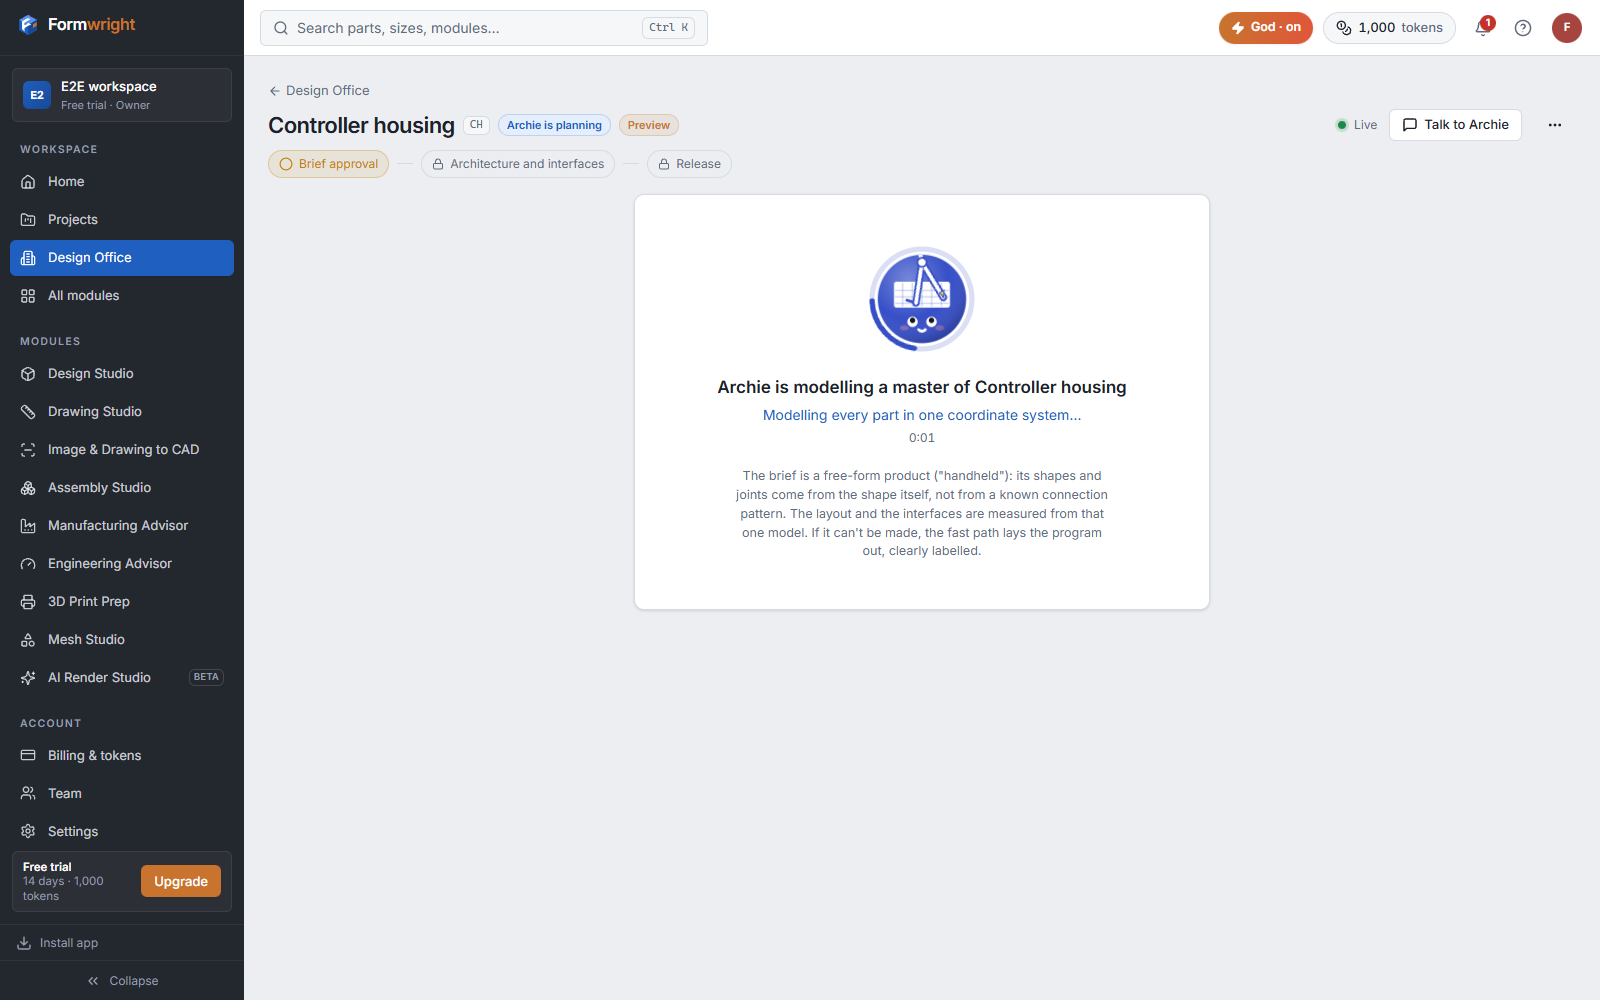 Formwright
Search parts, sizes, modules...
Ctrl K
God · on
1,000 tokens
1
F
E2
E2E workspace
Free trial · Owner
WORKSPACE
Home
Projects
Design Office
All modules
MODULES
Design Studio
Drawing Studio
Image & Drawing to CAD
Assembly Studio
Manufacturing Advisor
Engineering Advisor
3D Print Prep
Mesh Studio
AI Render Studio
BETA
ACCOUNT
Billing & tokens
Team
Settings
Free trial
14 days · 1,000
tokens
Upgrade
Install app
Collapse
Design Office
Controller housing
CH
Archie is planning
Preview
Live
Talk to Archie
Brief approval
Architecture and interfaces
Release
Archie is modelling a master of Controller housing
Modelling every part in one coordinate system...
0:01
The brief is a free-form product ("handheld"): its shapes and
joints come from the shape itself, not from a known connection
pattern. The layout and the interfaces are measured from that
one model. If it can't be made, the fast path lays the program
out, clearly labelled.